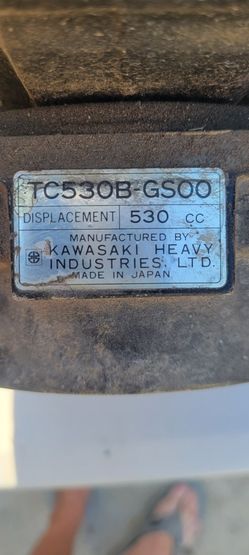 TC530B-GS00
DISPLACEMENT 530 CC
MANUFACTURED BY
KAWASAKI HEAVY
INDUSTRIES, LTD.
MADE IN JAPAN